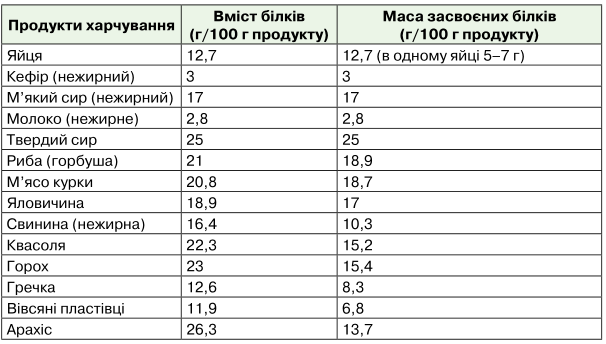 Продукти харчування Вміст білків (г/100 г продукту) Маса засвоєних білків (г/100 г продукту)
Яйця 12,7 12,7 (в одному яйці 5–7 г)
Кефір (нежирний) 3 3
М’який сир (нежирний) 17 17
Молоко (нежирне) 2,8 2,8
Твердий сир 25 25
Риба (горбуша) 21 18,9
М’ясо курки 20,8 18,7
Яловичина 18,9 17
Свинина (нежирна) 16,4 10,3
Квасоля 22,3 15,2
Горох 23 15,4
Гречка 12,6 8,3
Вівсяні пластівці 11,9 6,8
Арахіс 26,3 13,7